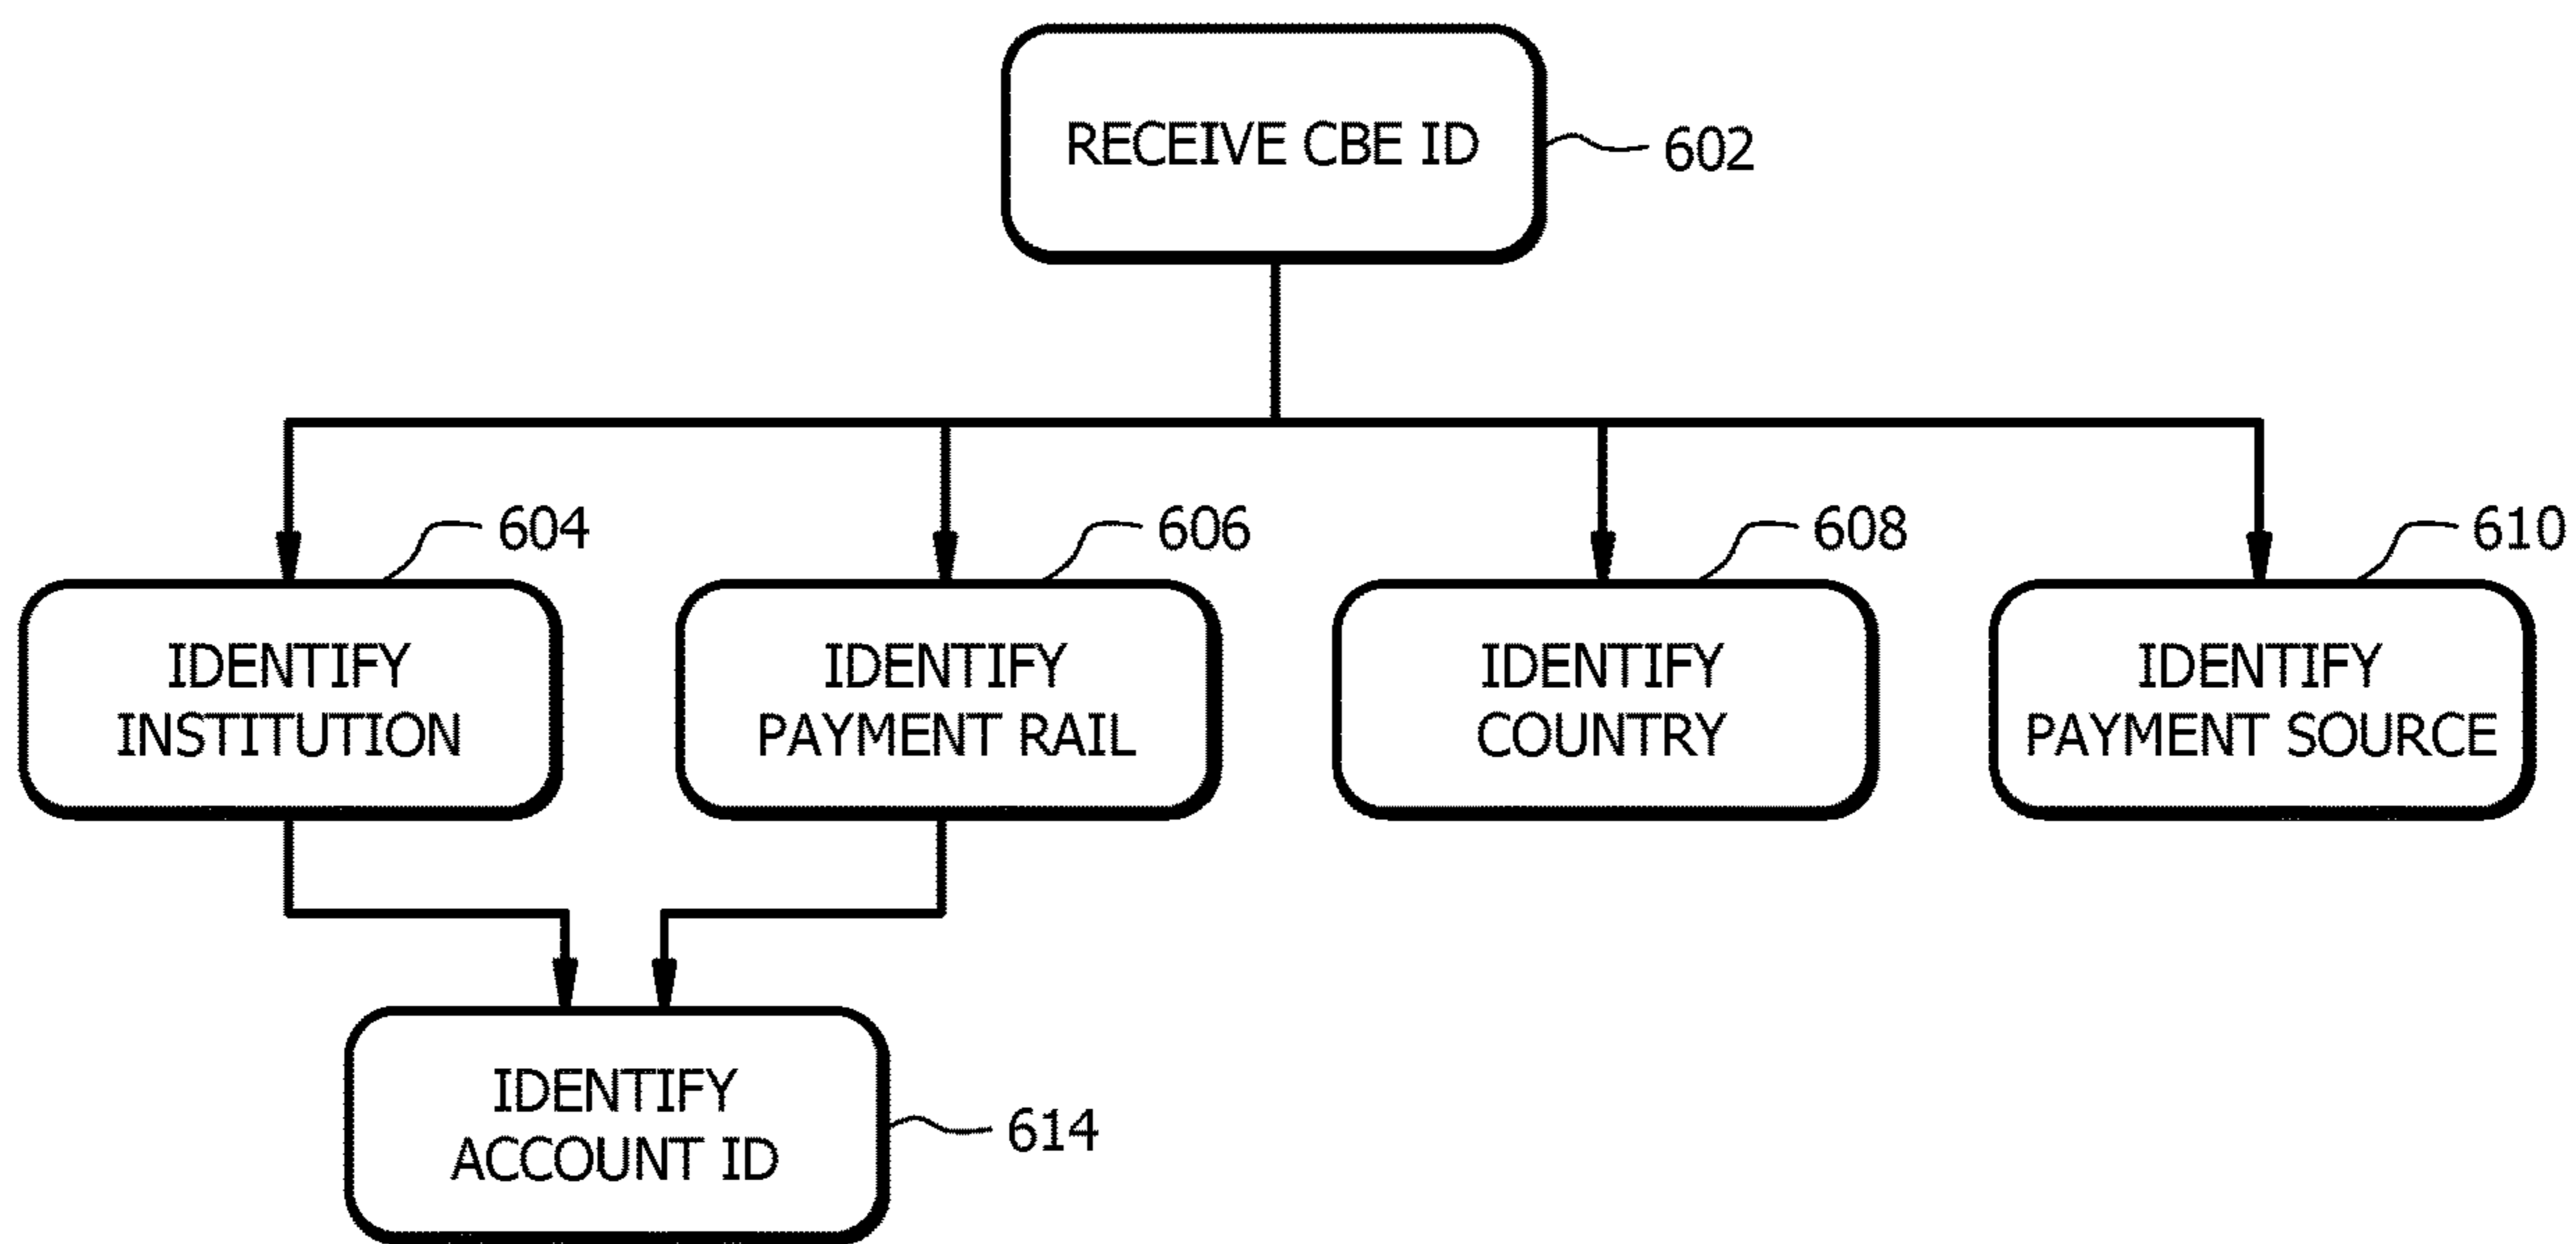 RECEIVE CBE ID
602
604
606
608
610
IDENTIFY
INSTITUTION
IDENTIFY
PAYMENT RAIL
IDENTIFY
COUNTRY
IDENTIFY
PAYMENT SOURCE
IDENTIFY
ACCOUNT ID
614